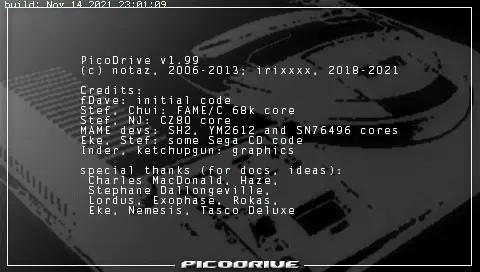 build: Nov 14 2021 23:01:09
PicoDrive v1.99
(c) notaz, 2006-2013; irixxxx, 2018-2021
Credits:
fDave: initial code
Stef, Chui: FAME/C 68k core
Stef, NJ: CZ80 core
MAME devs: SH2, YM2612 and SN76496 cores
Eke, Stef: some Sega CD code
Inder, ketchupgun: graphics
special thanks (for docs, ideas):
Charles MacDonald, Haze,
Stephane Dallongeville,
Lordus, Exophase, Rokas,
Eke, Nemesis, Tasco Deluxe
PICODRIVE